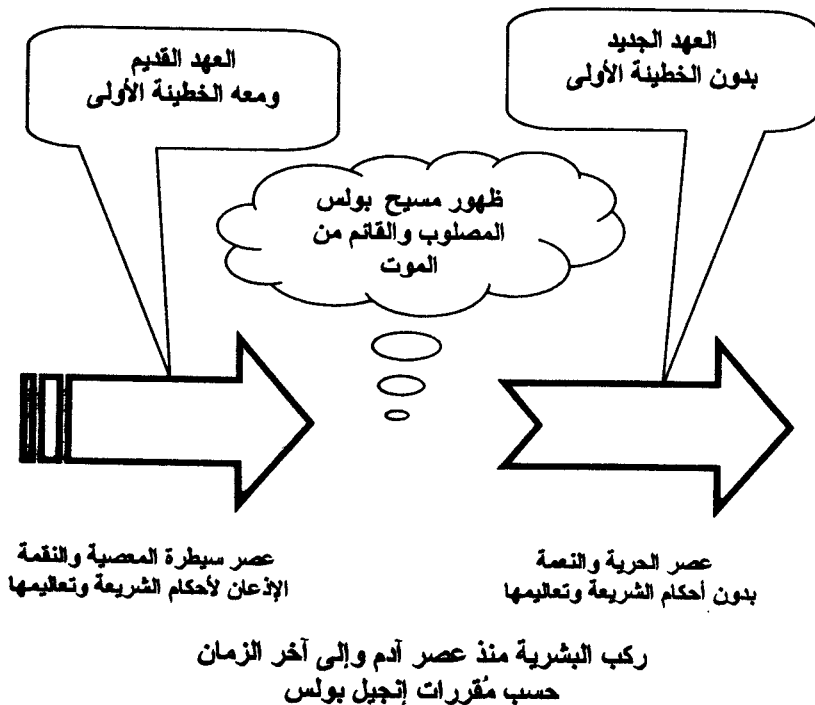 العهد القديم
ومعه الخطيئة الأولى
العهد الجديد
بدون الخطيئة الأولى
ظهور مسيح بولس
المصلوب والقائم من
الموت
عصر سيطرة المعصية والنقمة
الإذعان لأحكام الشريعة وتعاليمها
عصر الحرية والنعمة
بدون أحكام الشريعة وتعاليمها
ركب البشرية منذ عصر آدم وإلى آخر الزمان
حسب مُقررات إنجيل بولس